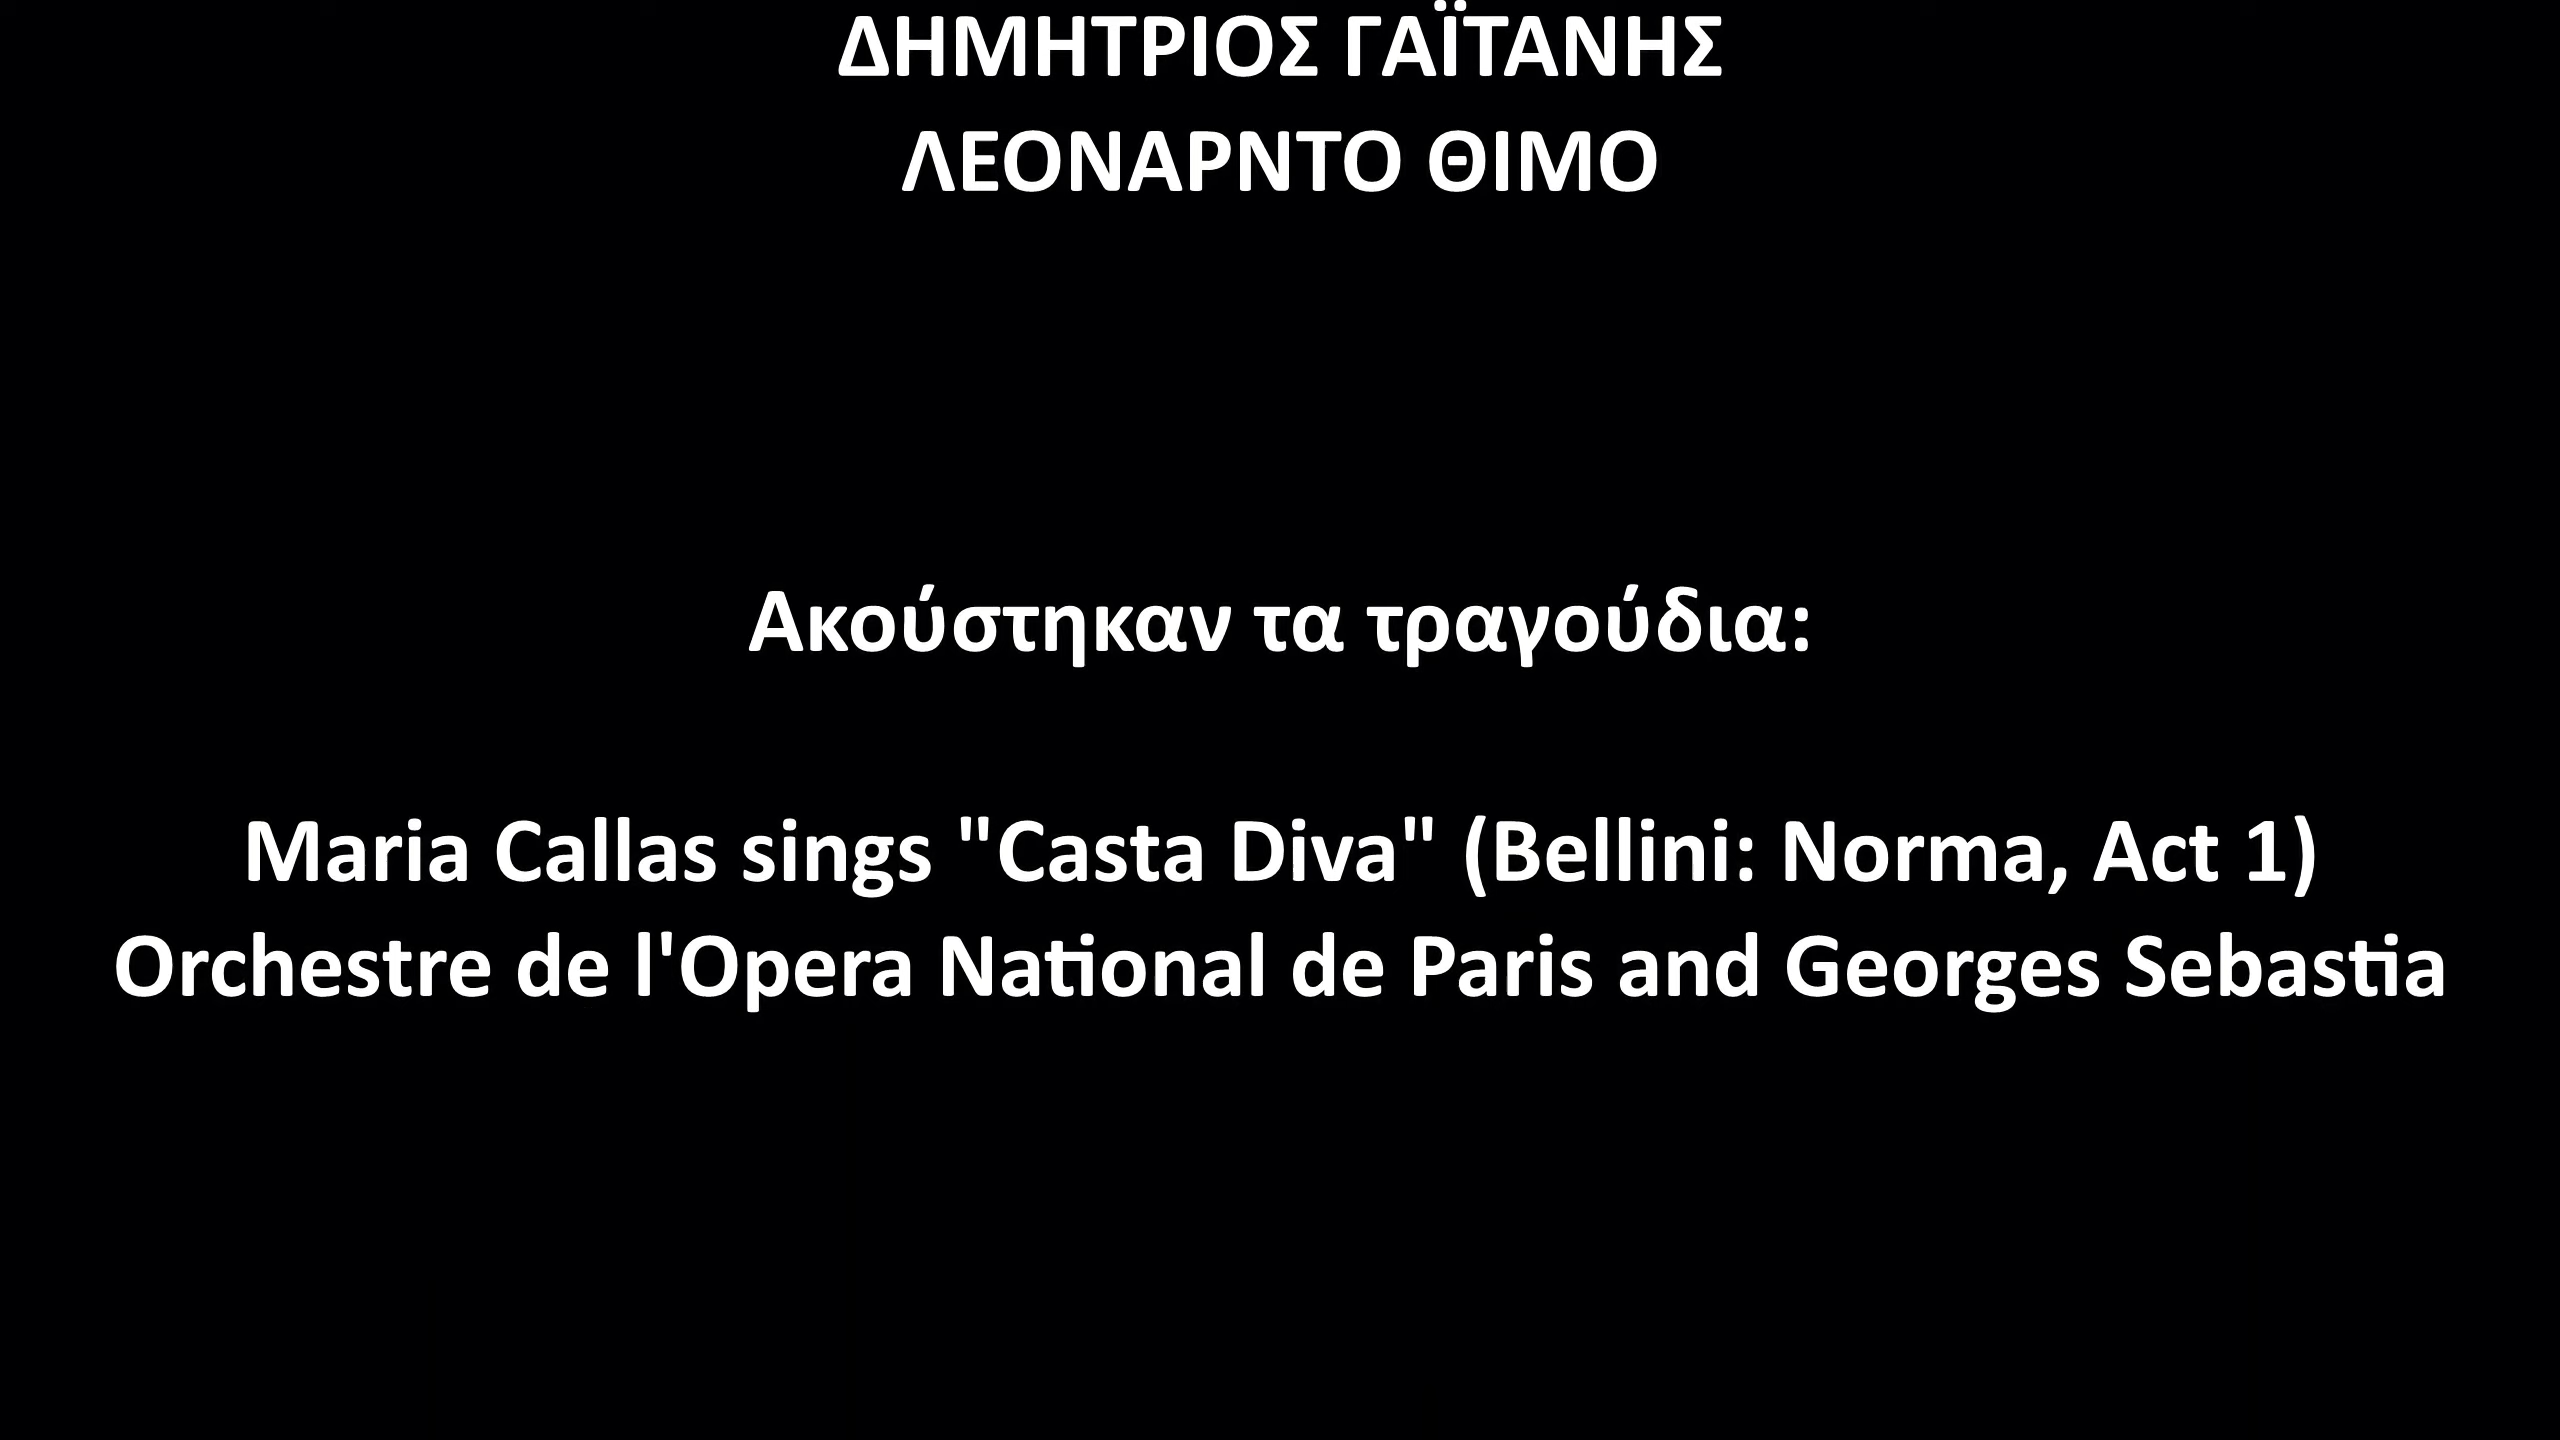 ΔΗΜΗΤΡΙΟΣ ΓΑΪΤΑΝΗΣ
ΛΕΟΝΑΡΝΤΟ ΘΙΜΟ
Ακούστηκαν τα τραγούδια:
Maria Callas sings "Casta Diva" (Bellini: Norma, Act 1)
Orchestre de l'Opera National de Paris and Georges Sebastia